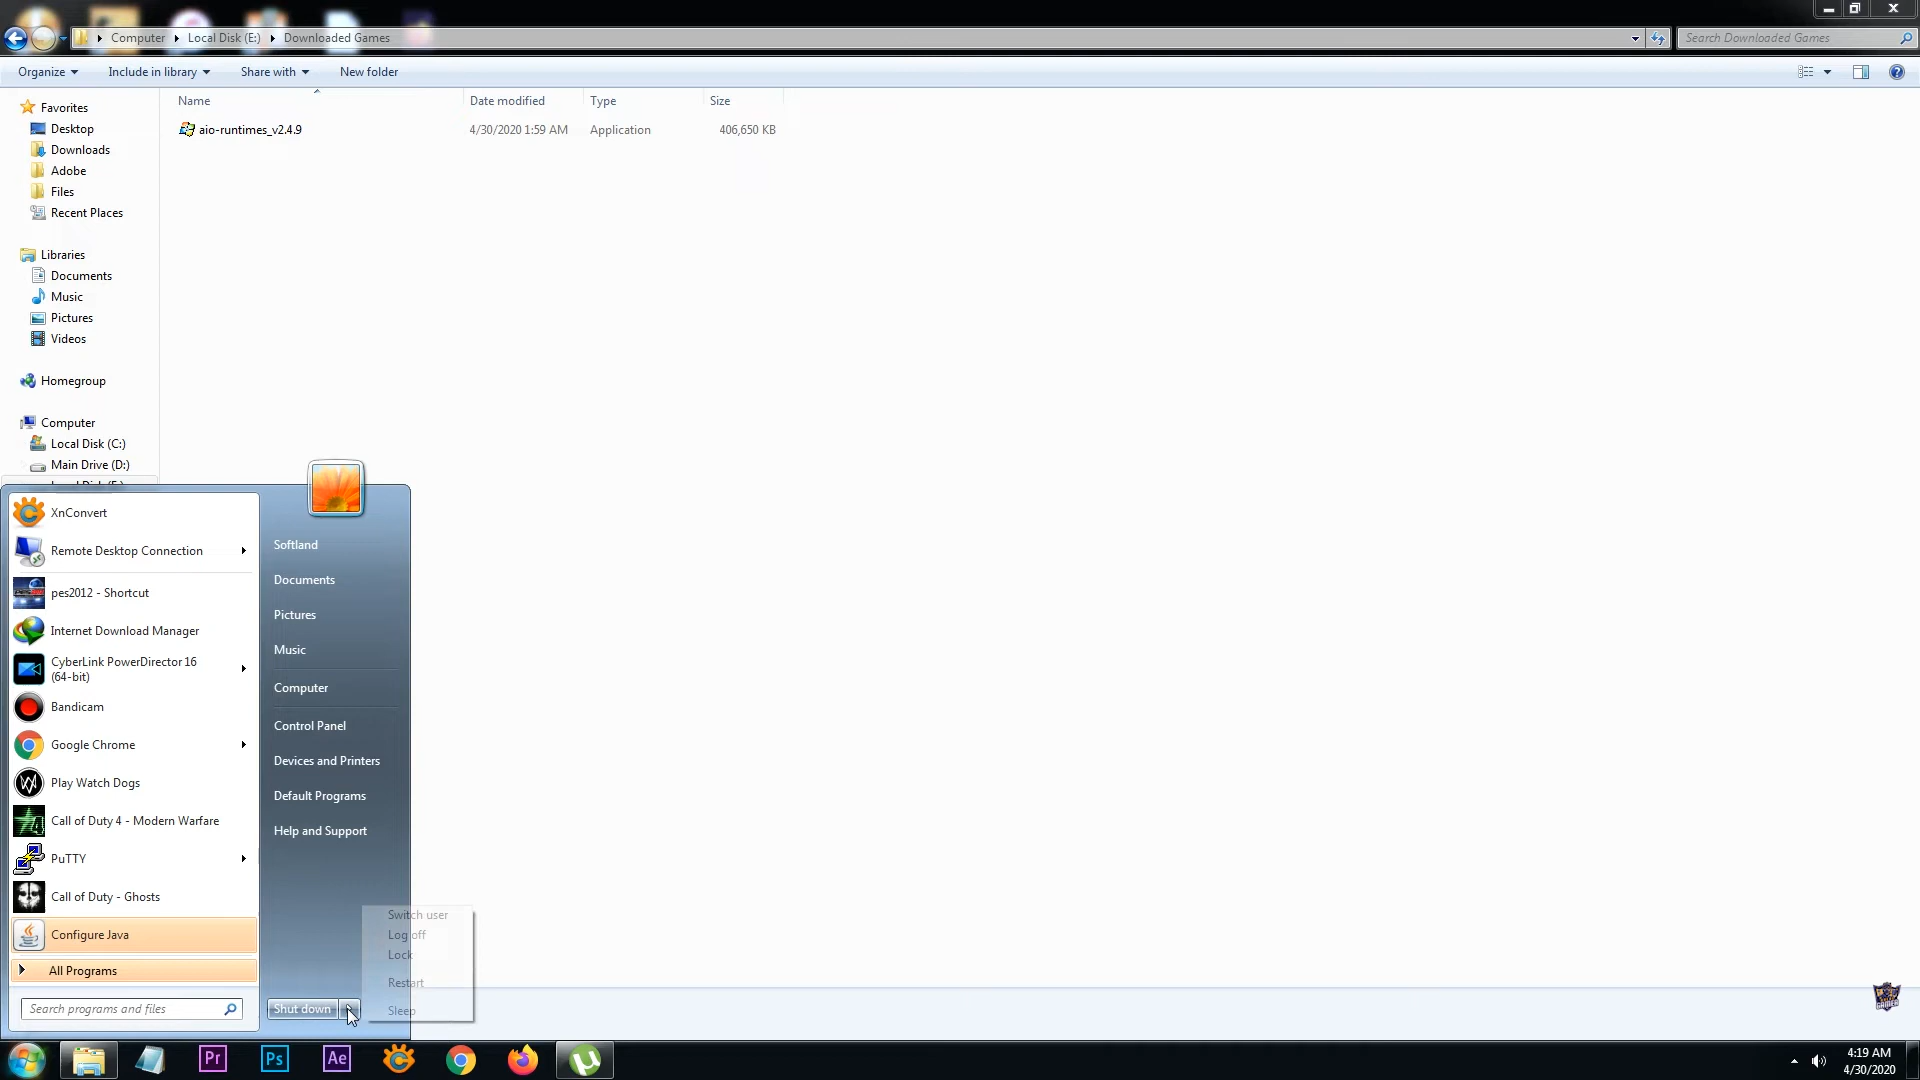 Computer
Local Disk (E:)
Downloaded Games
Search Downloaded Games
Organize
Include in library
Share with
New folder
Name
Date modified
Type
Size
aio-runtimes_v2.4.9
4/30/2020 1:59 AM
Application
406,650 KB
Favorites
Desktop
Downloads
Adobe
Files
Recent Places
Libraries
Documents
Music
Pictures
Videos
Homegroup
Computer
Local Disk (C:)
Main Drive (D:)
XnConvert
Remote Desktop Connection
pes2012 - Shortcut
Internet Download Manager
CyberLink PowerDirector 16
(64-bit)
Bandicam
Google Chrome
Play Watch Dogs
Call of Duty 4 - Modern Warfare
PuTTY
Call of Duty - Ghosts
Configure Java
All Programs
Search programs and files
Softland
Documents
Pictures
Music
Computer
Control Panel
Devices and Printers
Default Programs
Help and Support
Shut down
Switch user
Log off
Lock
Restart
Sleep
Pr
Ps
Ae
4:19 AM
4/30/2020